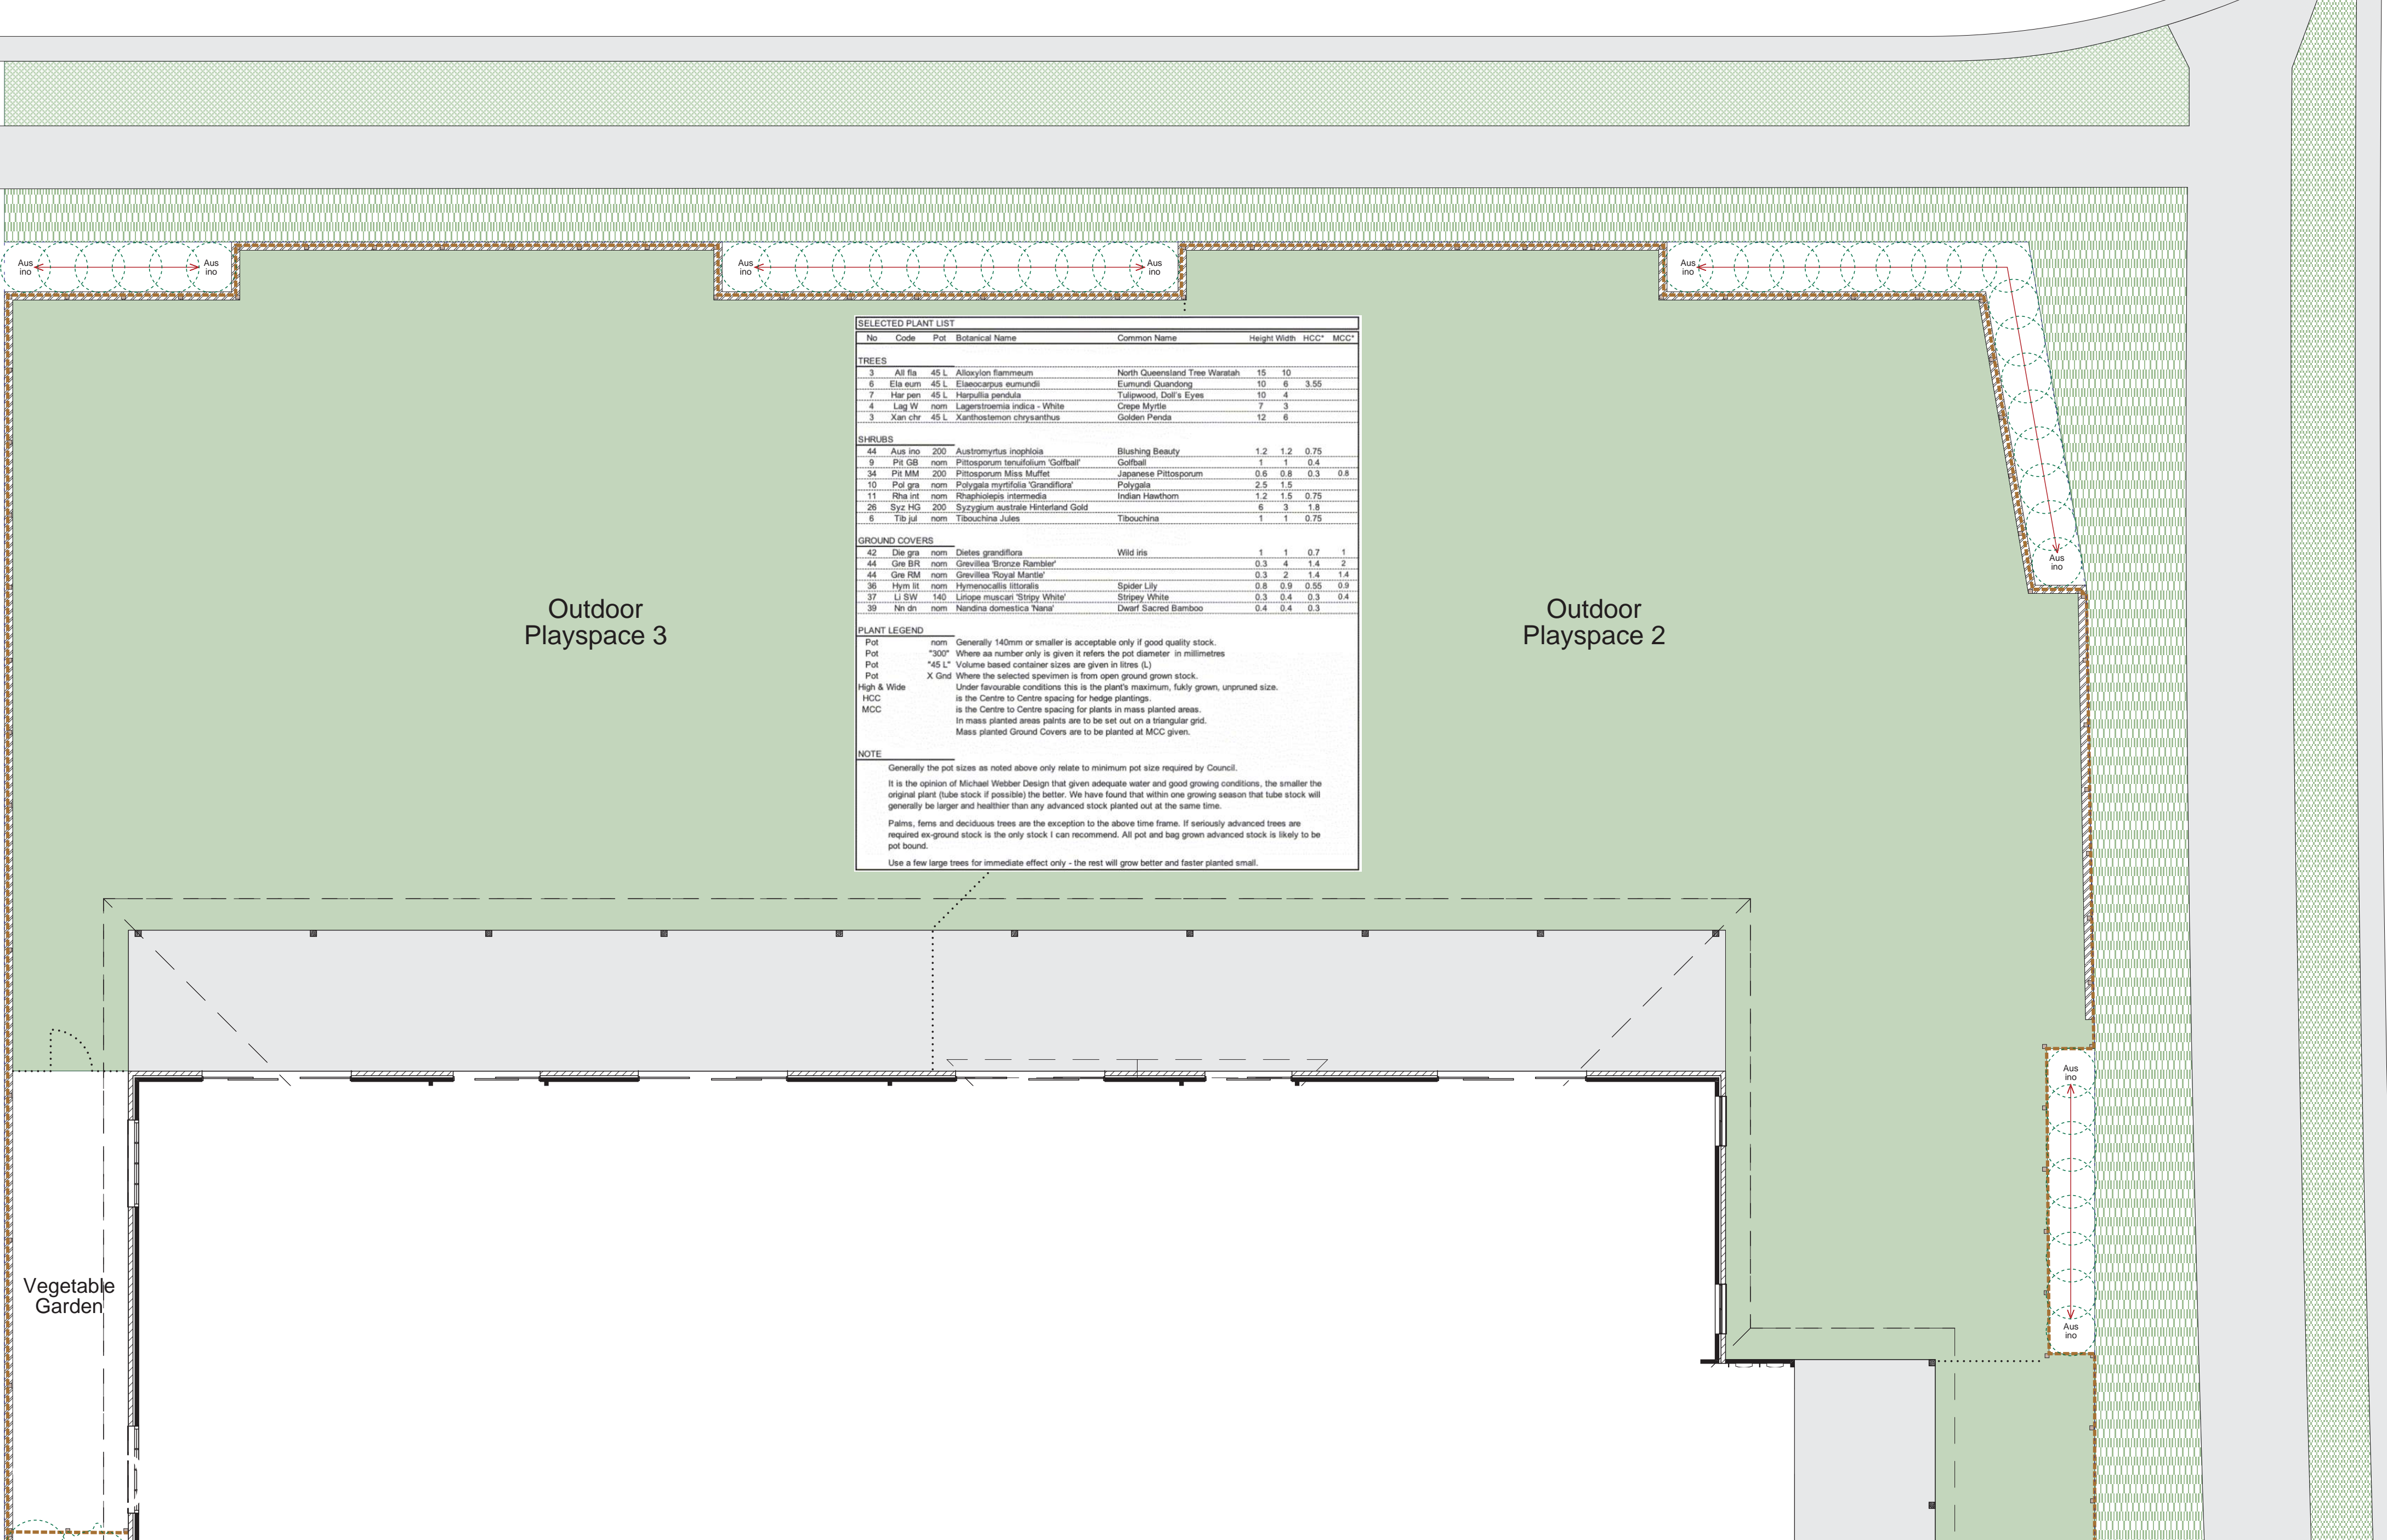 Aus
ino
Aus
ino
Aus
ino
Aus
ino
Aus
ino
SELECTED PLANT LIST
No Code Pot Botanical Name Common Name Height Width HCC* MCC*
TREES
3 All fla 45 L Alloxylon flammeum North Queensland Tree Waratah 15 10
6 Ela eum 45 L Elaeocarpus eumundii Eumundi Quandong 10 6 3.55
7 Har pen 45 L Harpullia pendula Tulipwood, Doll's Eyes 10 4
4 Lag W nom Lagerstroemia indica - White Crepe Myrtle 7 3
3 Xan chr 45 L Xanthostemon chrysanthus Golden Penda 12 6
SHRUBS
44 Aus ino 200 Austromyrtus inophloia Blushing Beauty 1.2 1.2 0.75
9 Pit GB nom Pittosporum tenuifolium 'Golfball' Golfball 1 1 0.4
34 Pit MM 200 Pittosporum Miss Muffet Japanese Pittosporum 0.6 0.8 0.3 0.8
10 Pol gra nom Polygala myrtifolia 'Grandiflora' Polygala 2.5 1.5
11 Rha int nom Rhaphiolepis intermedia Indian Hawthorn 1.2 1.5 0.75
26 Syz HG 200 Syzygium australe Hinterland Gold 6 3 1.8
6 Tib jul nom Tibouchina Jules Tibouchina 1 1 0.75
GROUND COVERS
42 Die gra nom Dietes grandiflora Wild iris 1 1 0.7 1
44 Gre BR nom Grevillea 'Bronze Rambler' 0.3 4 1.4 2
44 Gre RM nom Grevillea 'Royal Mantle' 0.3 2 1.4 1.4
36 Hym lit nom Hymenocallis littoralis Spider Lily 0.8 0.9 0.55 0.9
37 Li SW 140 Liriope muscari 'Stripy White' Stripey White 0.3 0.4 0.3 0.4
39 Nn dn nom Nandina domestica 'Nana' Dwarf Sacred Bamboo 0.4 0.4 0.3
PLANT LEGEND
Pot nom Generally 140mm or smaller is acceptable only if good quality stock.
Pot "300" Where aa number only is given it refers the pot diameter in millimetres
Pot "45 L" Volume based container sizes are given in litres (L)
Pot X Gnd Where the selected spevimen is from open ground grown stock.
High & Wide Under favourable conditions this is the plant's maximum, fukly grown, unpruned size.
HCC is the Centre to Centre spacing for hedge plantings.
MCC is the Centre to Centre spacing for plants in mass planted areas.
In mass planted areas palnts are to be set out on a triangular grid.
Mass planted Ground Covers are to be planted at MCC given.
NOTE
Generally the pot sizes as noted above only relate to minimum pot size required by Council.
It is the opinion of Michael Webber Design that given adequate water and good growing conditions, the smaller the
original plant (tube stock if possible) the better. We have found that within one growing season that tube stock will
generally be larger and healthier than any advanced stock planted out at the same time.
Palms, ferns and deciduous trees are the exception to the above time frame. If seriously advanced trees are
required ex-ground stock is the only stock I can recommend. All pot and bag grown advanced stock is likely to be
pot bound.
Use a few large trees for immediate effect only - the rest will grow better and faster planted small.
Outdoor
Playspace 3
Outdoor
Playspace 2
Aus
ino
Aus
ino
Vegetable
Garden
Aus
ino